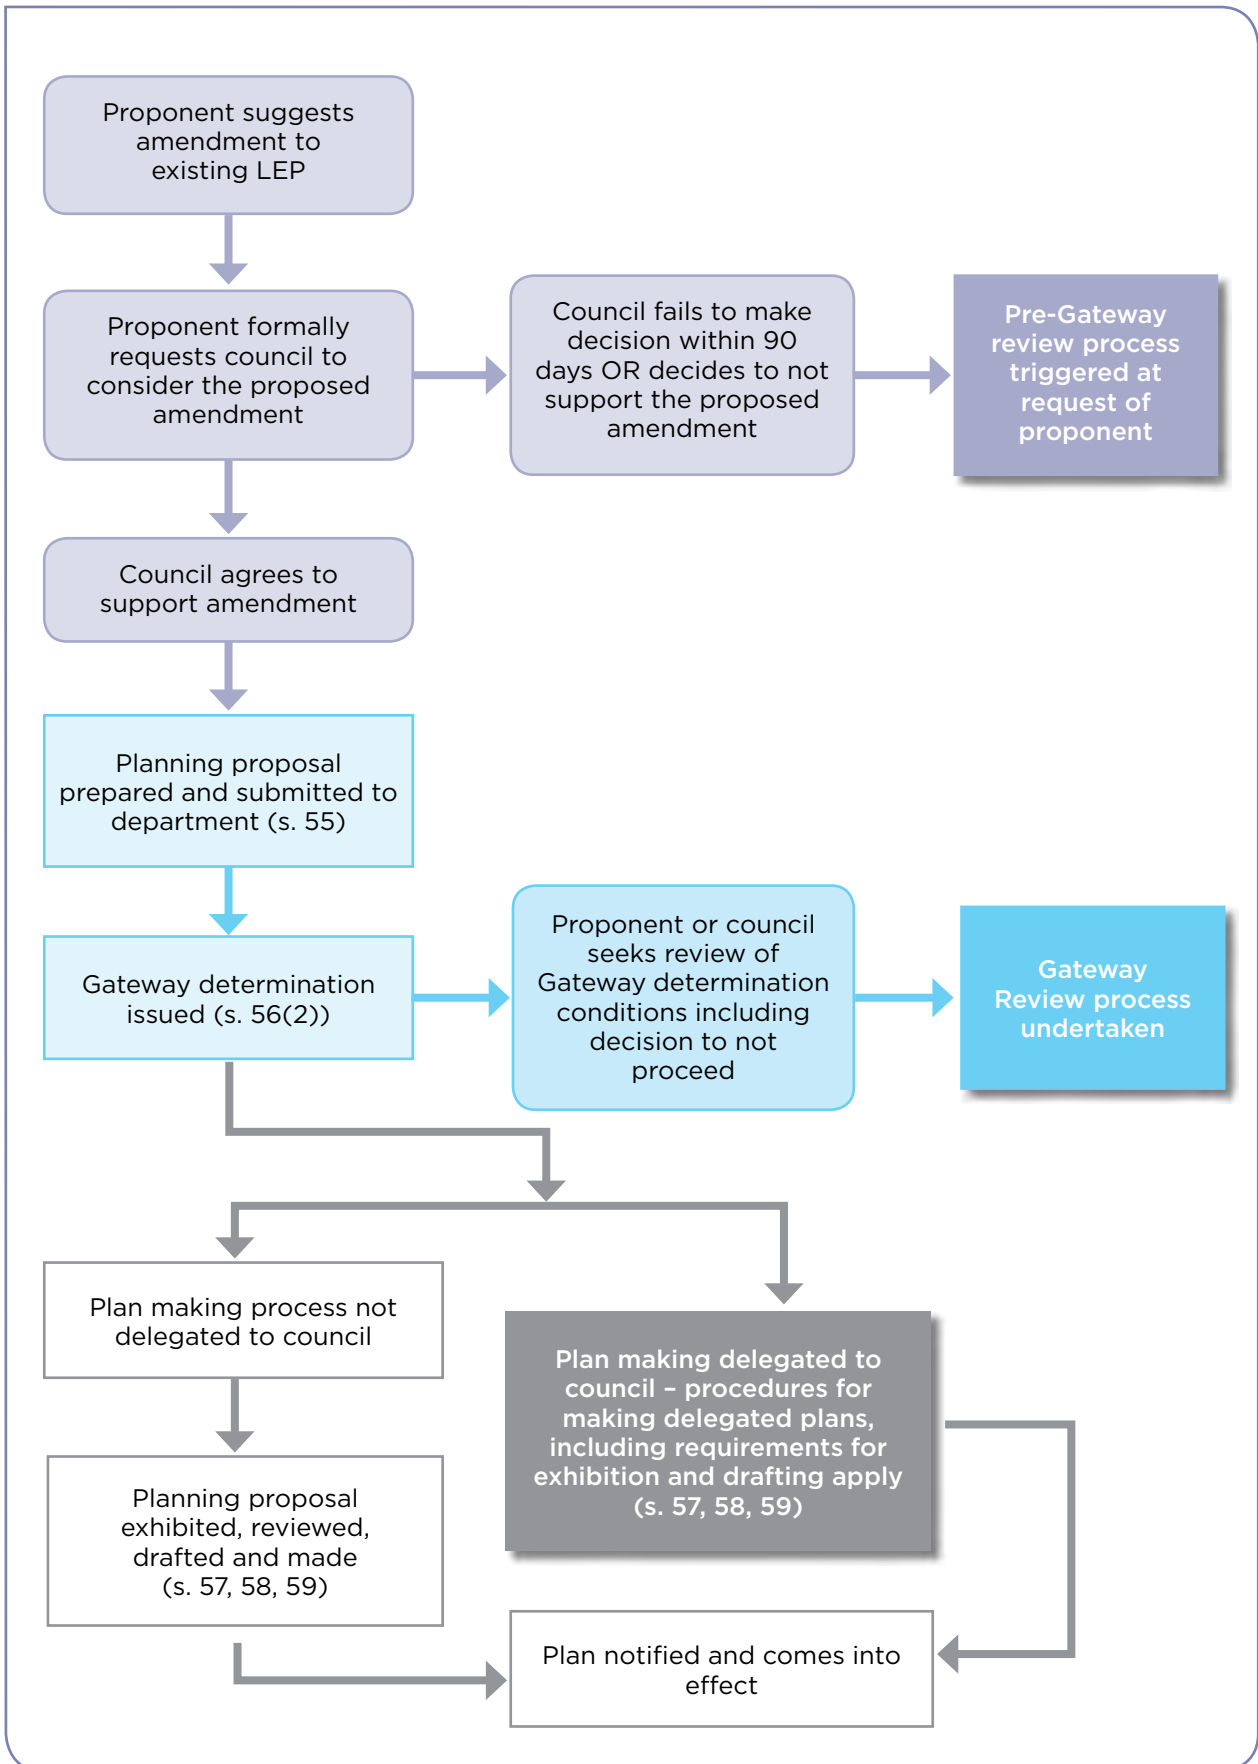 Proponent suggests
amendment to
existing LEP
Proponent formally
requests council to
consider the proposed
amendment
Council fails to make
decision within 90
days OR decides to not
support the proposed
amendment
Pre-Gateway
review process
triggered at
request of
proponent
Council agrees to
support amendment
Planning proposal
prepared and submitted to
department (s. 55)
Gateway determination
issued (s. 56(2))
Proponent or council
seeks review of
Gateway determination
conditions including
decision to not
proceed
Gateway
Review process
undertaken
Plan making process not
delegated to council
Plan making delegated to
council – procedures for
making delegated plans,
including requirements for
exhibition and drafting apply
(s. 57, 58, 59)
Planning proposal
exhibited, reviewed,
drafted and made
(s. 57, 58, 59)
Plan notified and comes into
effect